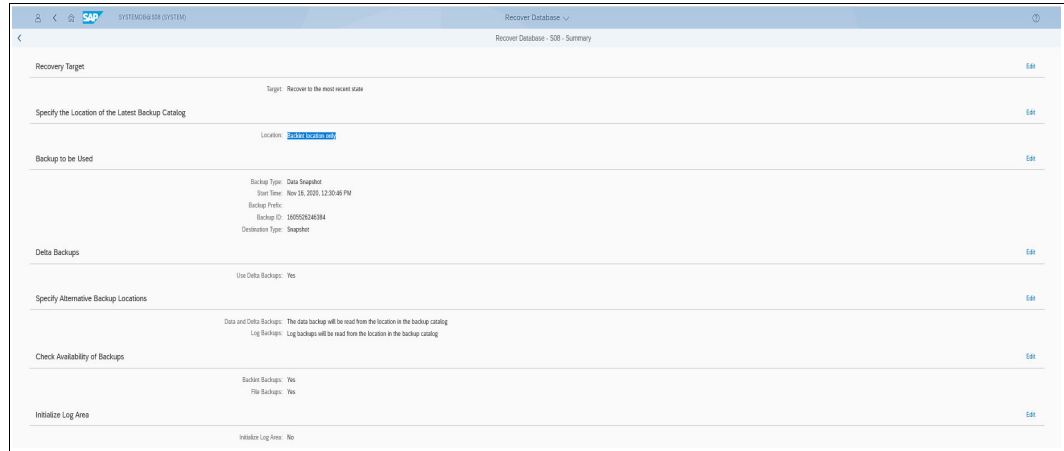 SAP SYSTEMDB@S08 (SYSTEM) Recover Database
Recover Database - S08 - Summary
Recovery Target Edit
Target: Recover to the most recent state
Specify the Location of the Latest Backup Catalog Edit
Location: Backint location only
Backup to be Used Edit
Backup Type: Data Snapshot
Start Time: Nov 16, 2020, 12:30:46 PM
Backup Prefix:
Backup ID: 1605526246384
Destination Type: Snapshot
Delta Backups Edit
Use Delta Backups: Yes
Specify Alternative Backup Locations Edit
Data and Delta Backups: The data backup will be read from the location in the backup catalog
Log Backups: Log backups will be read from the location in the backup catalog
Check Availability of Backups Edit
Backint Backups: Yes
File Backups: Yes
Initialize Log Area Edit
Initialize Log Area: No